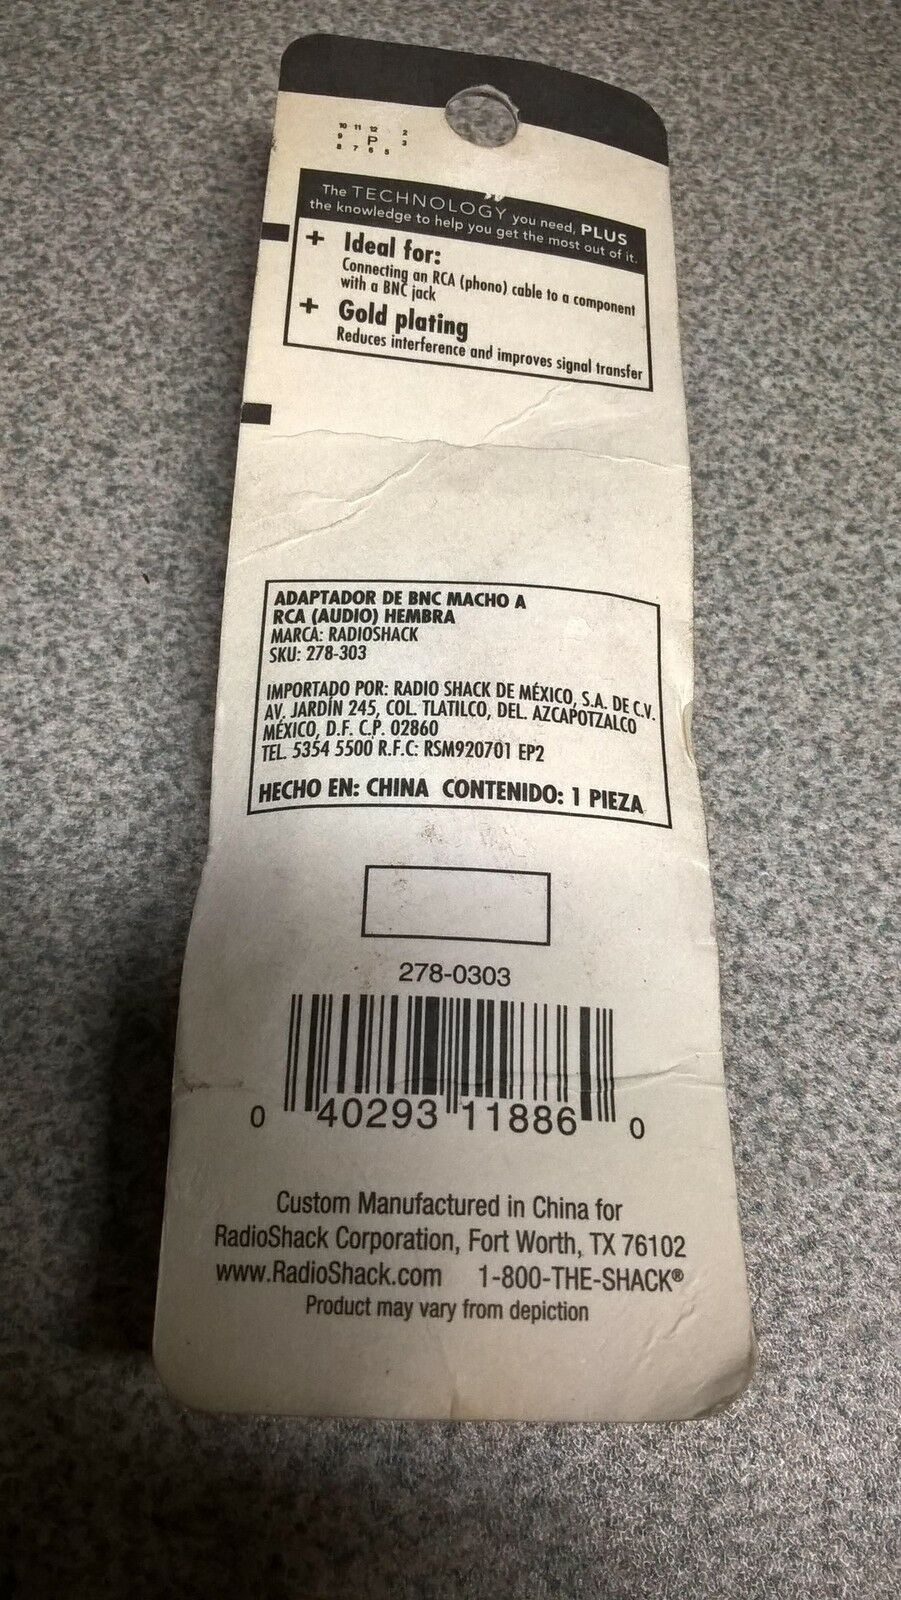 10 11 12 2
9 P 3
8 7 6 5
The TECHNOLOGY you need, PLUS
the knowledge to help you get the most out of it.
+ Ideal for:
Connecting an RCA (phono) cable to a component
with a BNC jack
+ Gold plating
Reduces interference and improves signal transfer
ADAPTADOR DE BNC MACHO A
RCA (AUDIO) HEMBRA
MARCA: RADIOSHACK
SKU: 278-303
IMPORTADO POR: RADIO SHACK DE MÉXICO, S.A. DE C.V.
AV. JARDÍN 245, COL. TLATILCO, DEL. AZCAPOTZALCO
MÉXICO, D.F. C.P. 02860
TEL. 5354 5500 R.F.C: RSM920701 EP2
HECHO EN: CHINA CONTENIDO: 1 PIEZA
278-0303
0 40293 11886 0
Custom Manufactured in China for
RadioShack Corporation, Fort Worth, TX 76102
www.RadioShack.com 1-800-THE-SHACK®
Product may vary from depiction